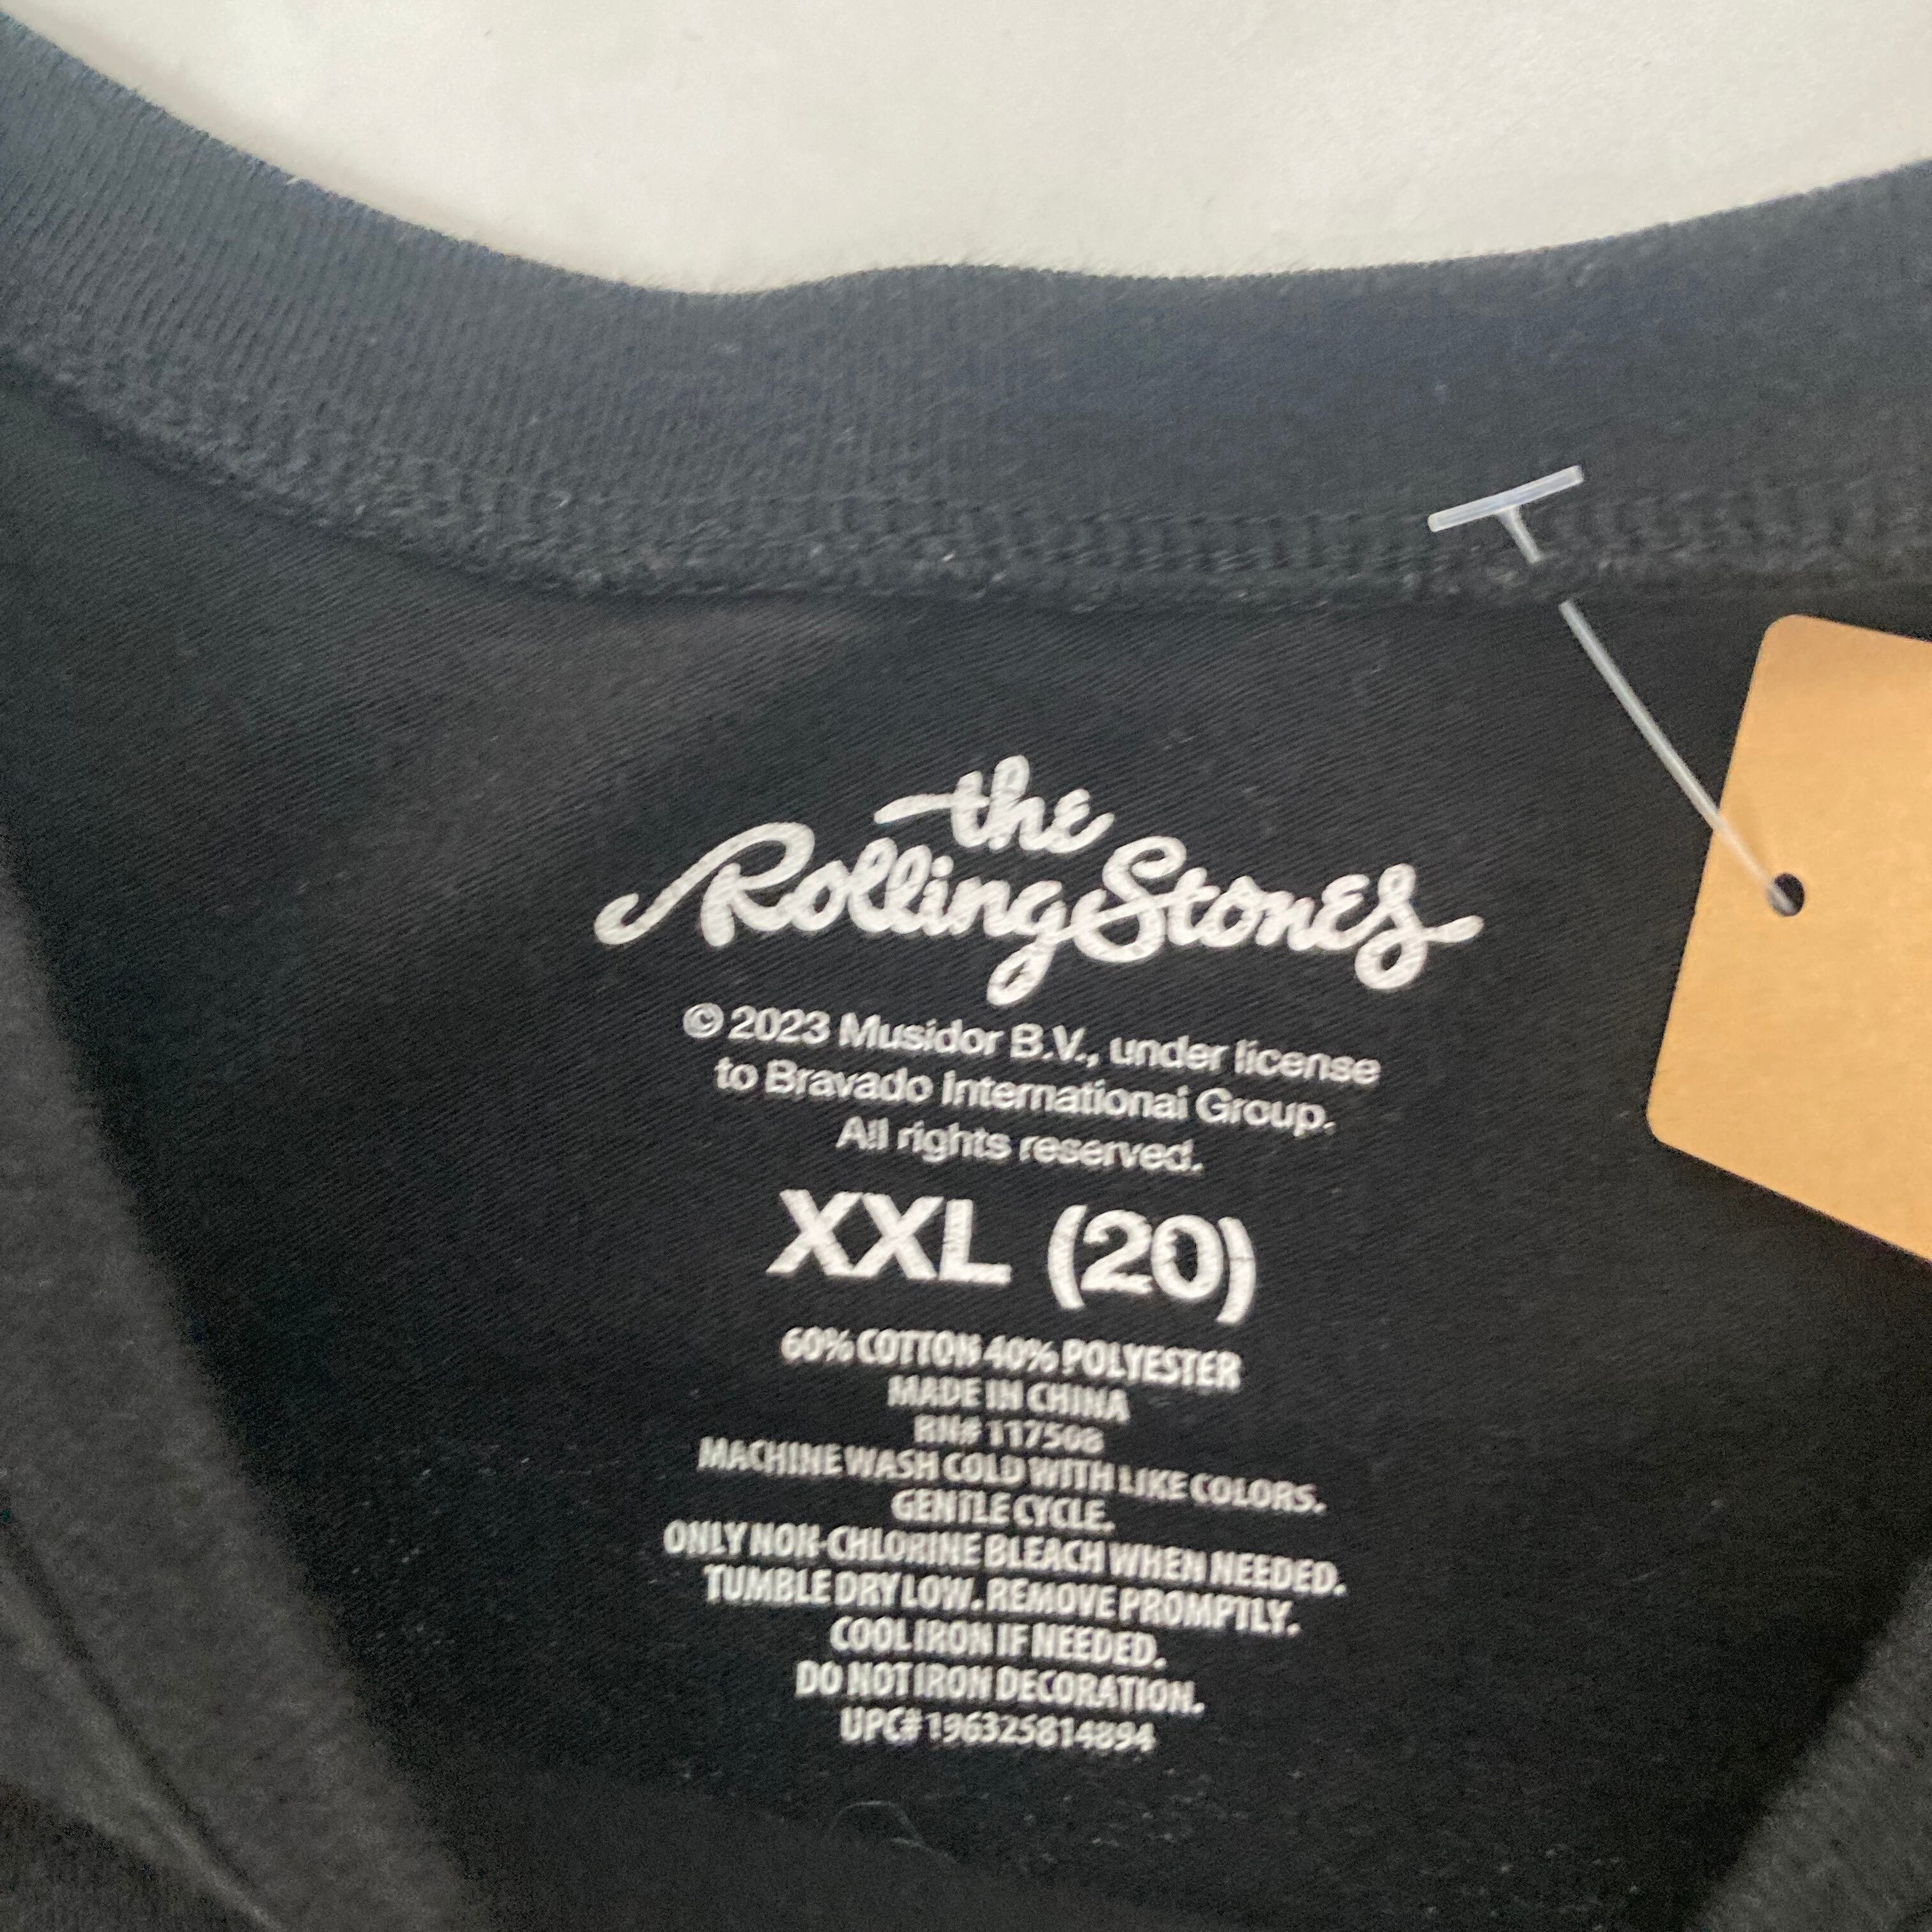 the
Rolling Stones
© 2023 Musidor B.V., under license
to Bravado International Group.
All rights reserved.
XXL (20)
60% COTTON 40% POLYESTER
MADE IN CHINA
RN# 117508
MACHINE WASH COLD WITH LIKE COLORS.
GENTLE CYCLE.
ONLY NON-CHLORINE BLEACH WHEN NEEDED.
TUMBLE DRY LOW. REMOVE PROMPTLY.
COOL IRON IF NEEDED.
DO NOT IRON DECORATION.
UPC# 196325814894